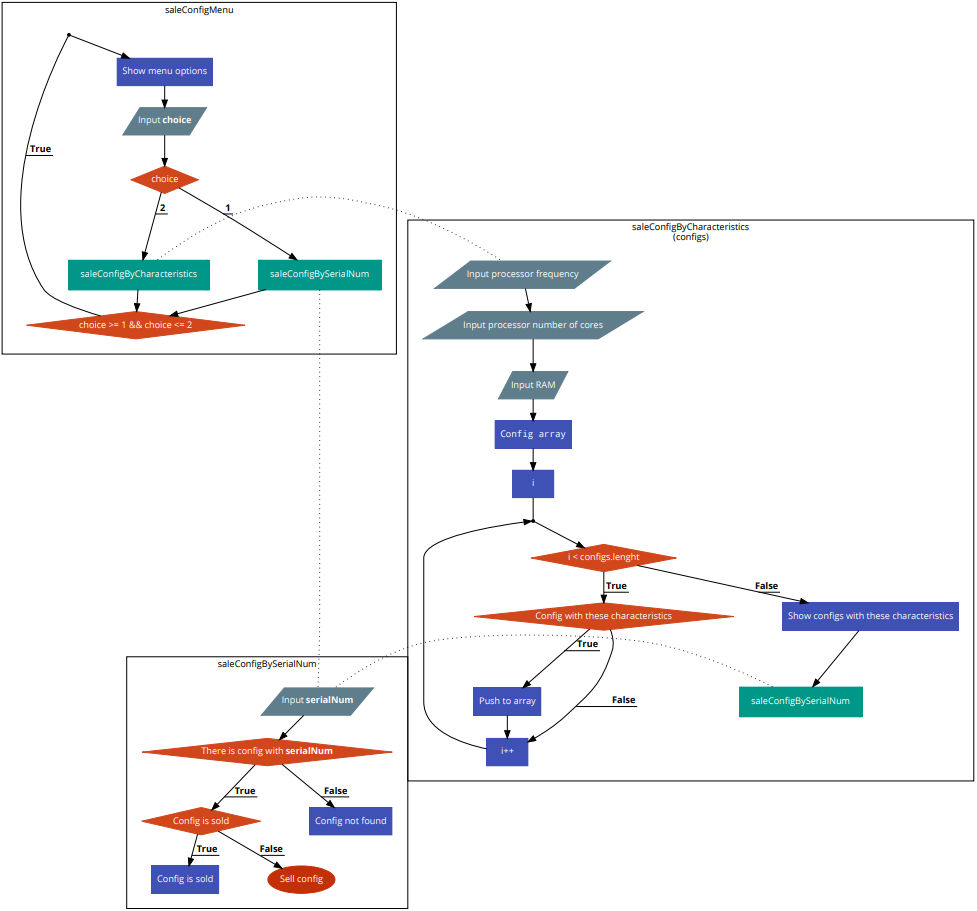 saleConfigMenu
Show menu options
Input choice
True
choice
2
1
saleConfigByCharacteristics
saleConfigBySerialNum
choice >= 1 && choice <= 2
saleConfigByCharacteristics
(configs)
Input processor frequency
Input processor number of cores
Input RAM
Config array
i
i < configs.lenght
True
False
Config with these characteristics
Show configs with these characteristics
True
False
Push to array
saleConfigBySerialNum
i++
saleConfigBySerialNum
Input serialNum
There is config with serialNum
True
False
Config is sold
Config not found
True
False
Config is sold
Sell config